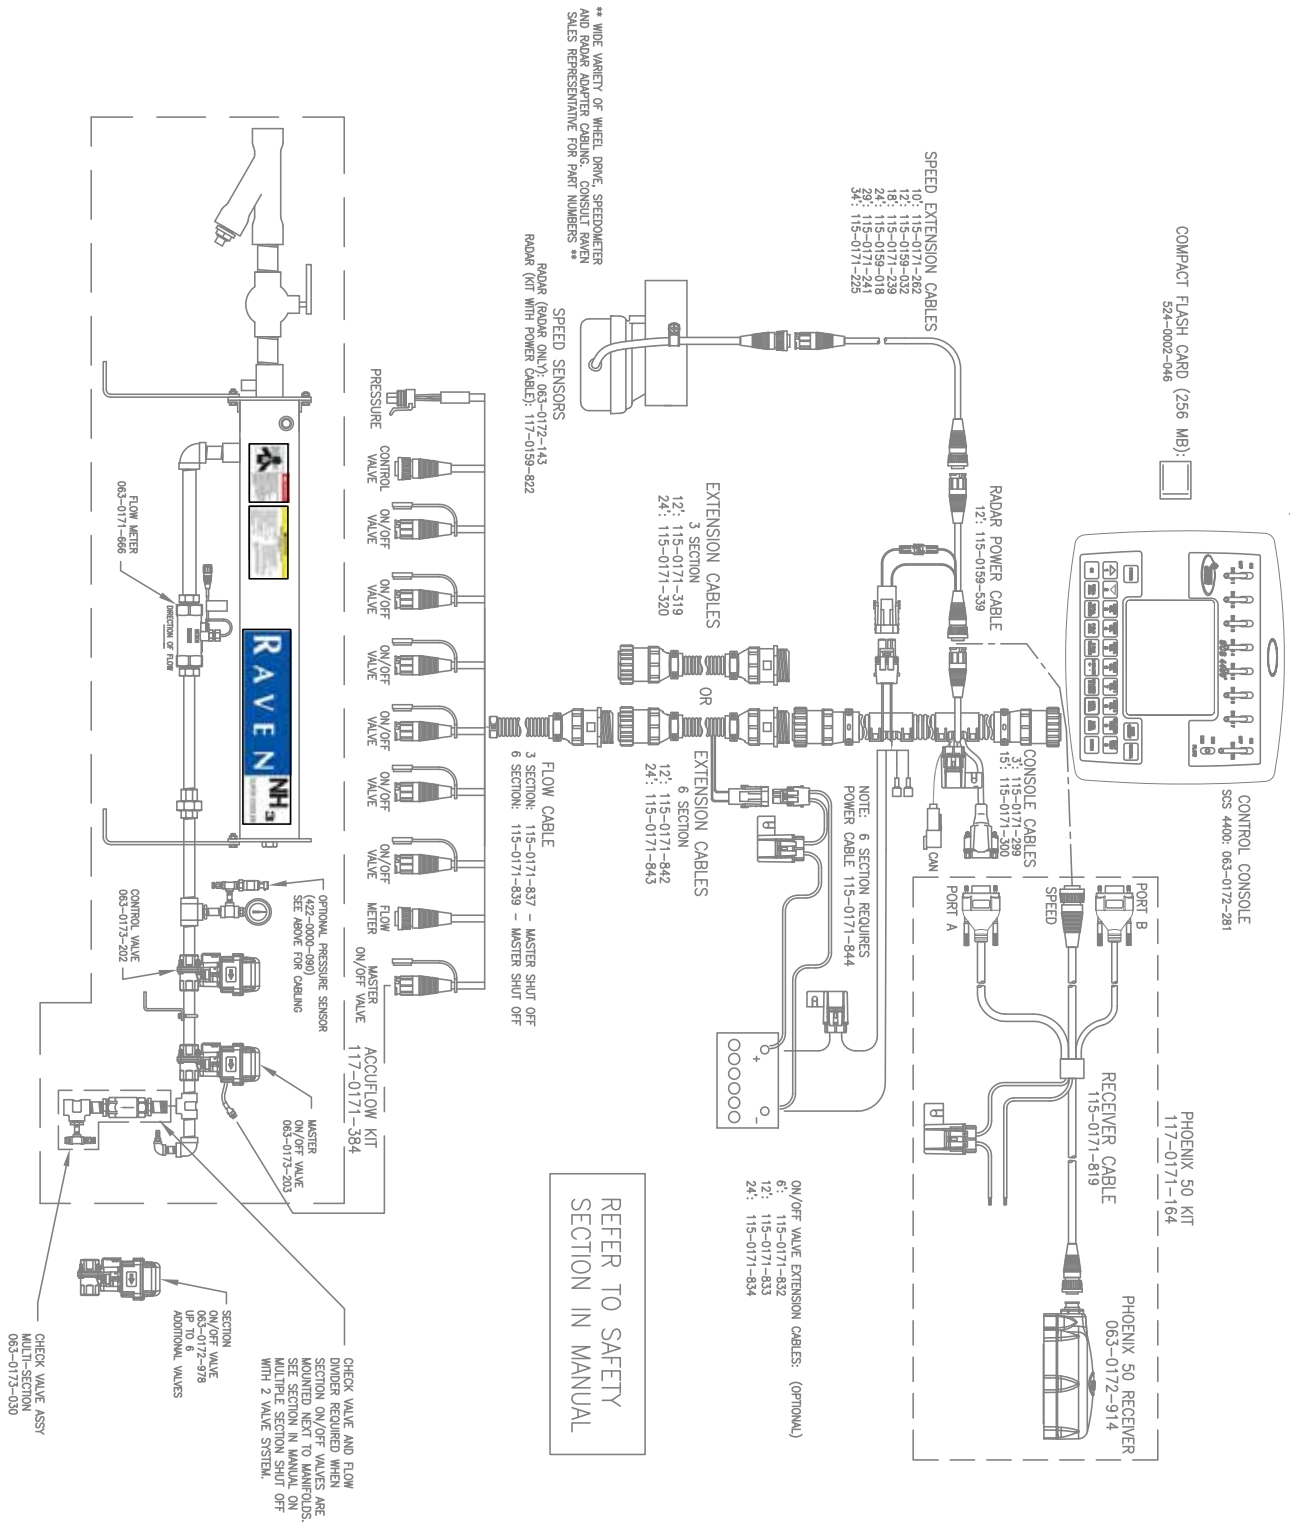 COMPACT FLASH CARD (256 MB):
524-0002-046
CONTROL CONSOLE
SCS 4400: 063-0172-281
SPEED EXTENSION CABLES
10': 115-0171-262
12': 115-0159-032
18': 115-0171-239
24': 115-0159-018
29': 115-0171-241
34': 115-0171-225
RADAR POWER CABLE
12': 115-0159-539
CONSOLE CABLES
3': 115-0171-299
15': 115-0171-300
CAN
PHOENIX 50 KIT
117-0171-164
PORT B
SPEED
PORT A
RECEIVER CABLE
115-0171-819
PHOENIX 50 RECEIVER
063-0172-914
** WIDE VARIETY OF WHEEL DRIVE, SPEEDOMETER
AND RADAR ADAPTER CABLING. CONSULT RAVEN
SALES REPRESENTATIVE FOR PART NUMBERS **
SPEED SENSORS
RADAR (RADAR ONLY): 063-0172-143
RADAR (KIT WITH POWER CABLE): 117-0159-822
EXTENSION CABLES
3 SECTION
12': 115-0171-319
24': 115-0171-320
OR
EXTENSION CABLES
6 SECTION
12': 115-0171-842
24': 115-0171-843
NOTE: 6 SECTION REQUIRES
POWER CABLE 115-0171-844
+
-
ON/OFF VALVE EXTENSION CABLES: (OPTIONAL)
6': 115-0171-832
12': 115-0171-833
24': 115-0171-834
FLOW CABLE
3 SECTION: 115-0171-837 - MASTER SHUT OFF
6 SECTION: 115-0171-839 - MASTER SHUT OFF
REFER TO SAFETY
SECTION IN MANUAL
PRESSURE
CONTROL
VALVE
ON/OFF
VALVE
ON/OFF
VALVE
ON/OFF
VALVE
ON/OFF
VALVE
ON/OFF
VALVE
ON/OFF
VALVE
FLOW
METER
MASTER
ON/OFF VALVE
ACCUFLOW KIT
117-0171-384
RAVEN
NH3
FLOW METER
063-0171-666
DIRECTION OF FLOW
OPTIONAL PRESSURE SENSOR
(422-0000-090)
SEE ABOVE FOR CABLING
CONTROL VALVE
063-0173-202
MASTER
ON/OFF VALVE
063-0173-203
CHECK VALVE AND FLOW
DIVIDER REQUIRED WHEN
SECTION ON/OFF VALVES ARE
MOUNTED NEXT TO MANIFOLDS.
SEE SECTION IN MANUAL ON
MULTIPLE SECTION SHUT OFF
WITH 2 VALVE SYSTEM.
SECTION
ON/OFF VALVE
063-0172-978
UP TO 6
ADDITIONAL VALVES
CHECK VALVE ASSY
MULTI-SECTION
063-0173-030